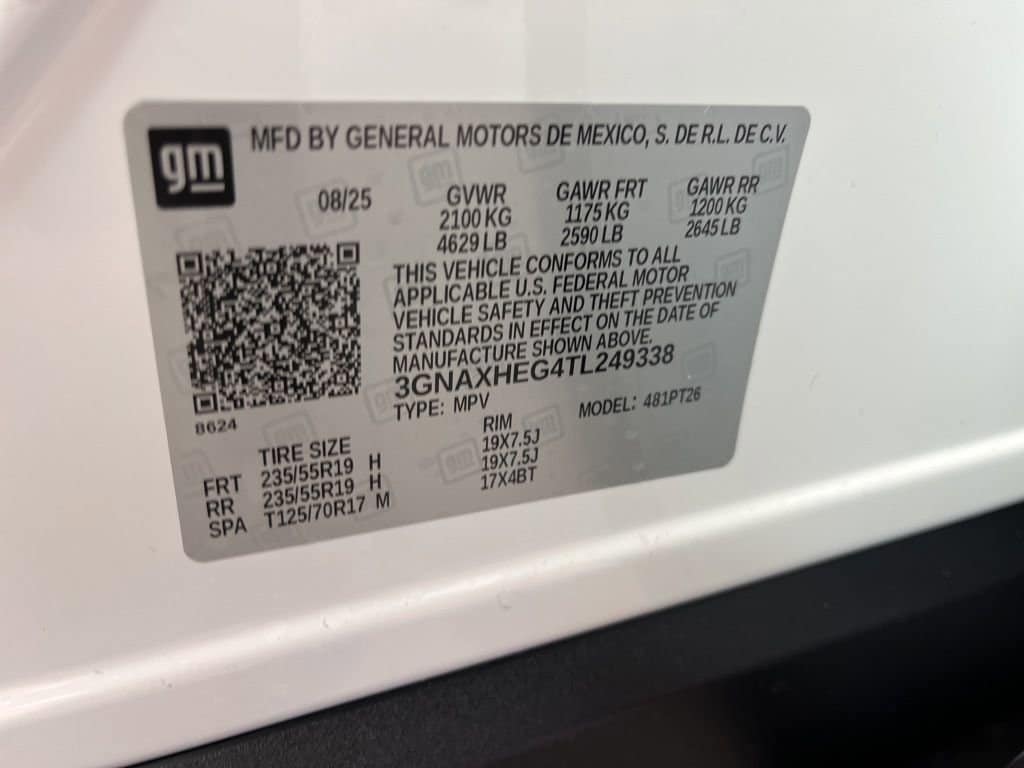 gm
MFD BY GENERAL MOTORS DE MEXICO, S. DE R.L. DE C.V.
08/25 GVWR GAWR FRT GAWR RR
2100 KG 1175 KG 1200 KG
4629 LB 2590 LB 2645 LB
THIS VEHICLE CONFORMS TO ALL
APPLICABLE U.S. FEDERAL MOTOR
VEHICLE SAFETY AND THEFT PREVENTION
STANDARDS IN EFFECT ON THE DATE OF
MANUFACTURE SHOWN ABOVE.
3GNAXHEG4TL249338
TYPE: MPV MODEL: 481PT26
8624
TIRE SIZE RIM
FRT 235/55R19 H 19X7.5J
RR 235/55R19 H 19X7.5J
SPA T125/70R17 M 17X4BT